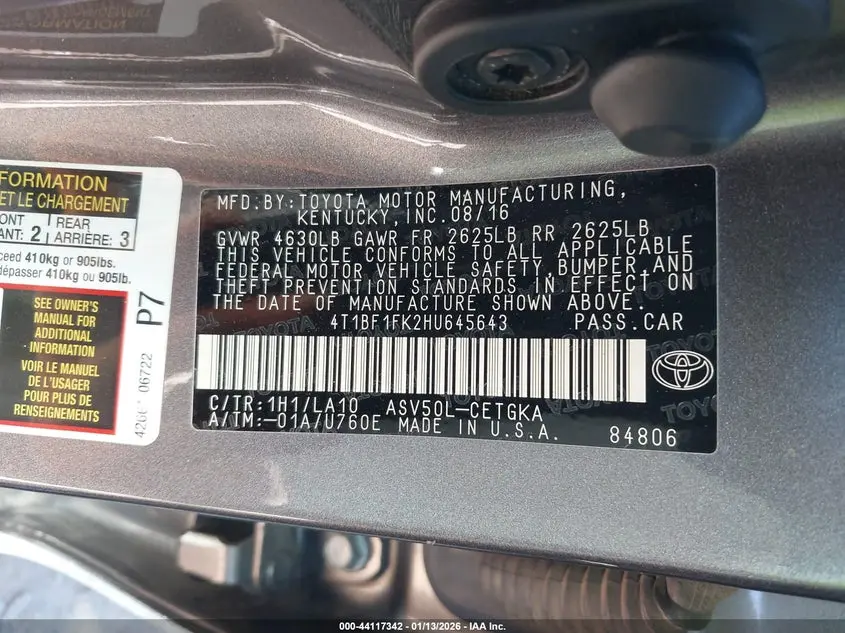 FORMATION
ET LE CHARGEMENT
ONT
ANT: 2
REAR
ARRIÈRE: 3
ceed 410kg or 905lbs.
dépasser 410kg ou 905lb.
SEE OWNER'S
MANUAL FOR
ADDITIONAL
INFORMATION
VOIR LE MANUEL
DE L'USAGER
POUR PLUS DE
RENSEIGNEMENTS
P7
06722
MFD.BY:TOYOTA MOTOR MANUFACTURING,
KENTUCKY, INC.08/16
GVWR 4630LB GAWR FR 2625LB RR 2625LB
THIS VEHICLE CONFORMS TO ALL APPLICABLE
FEDERAL MOTOR VEHICLE SAFETY,BUMPER,AND
THEFT PREVENTION STANDARDS IN EFFECT ON
THE DATE OF MANUFACTURE SHOWN ABOVE.
4T1BF1FK2HU645643 PASS.CAR
C/TR:1H1/LA10 ASV50L-CETGKA
A/TM:-01A/U760E MADE IN U.S.A. 84806
000-44117342 - 01/13/2026 - IAA Inc.